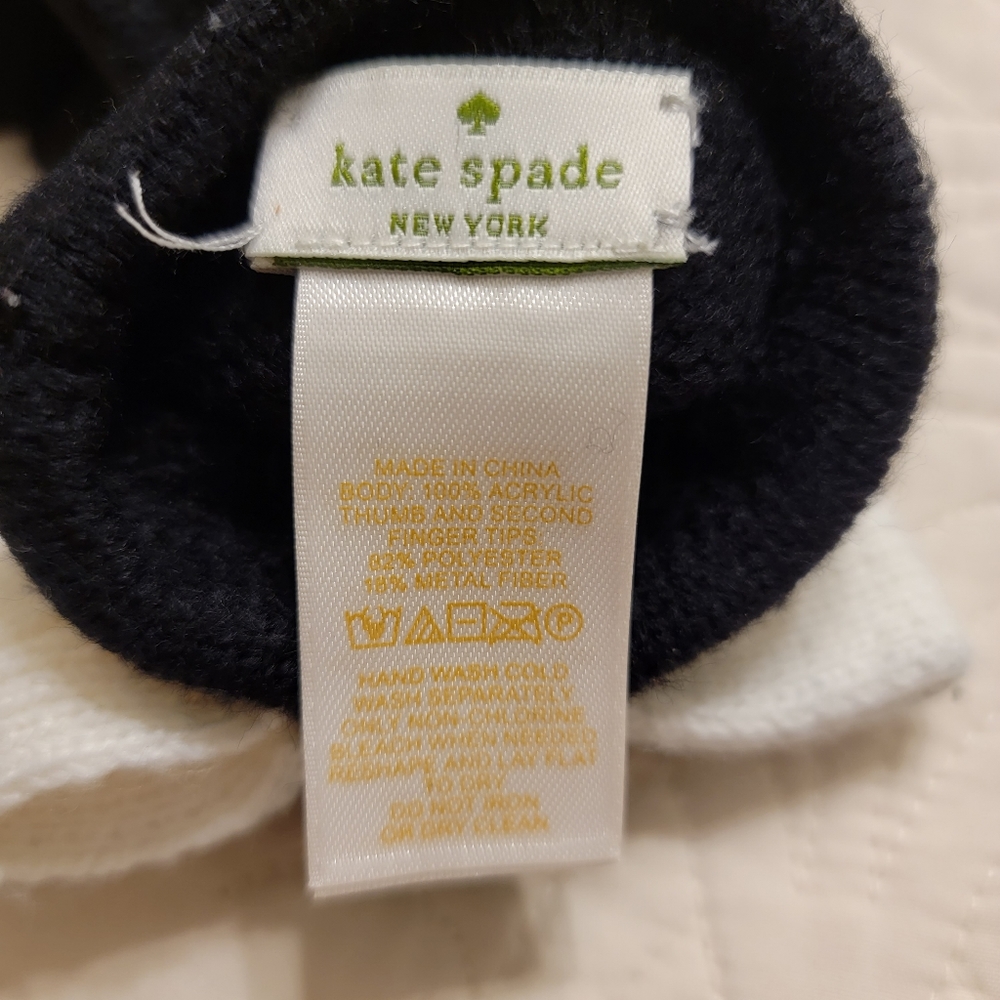 kate spade
NEW YORK
MADE IN CHINA
BODY: 100% ACRYLIC
THUMB AND SECOND
FINGER TIPS
82% POLYESTER
18% METAL FIBER
HAND WASH COLD
WASH SEPARATELY
ONLY NON-CHLORINE
BLEACH WHEN NEEDED
RESHAPE AND LAY FLAT
TO DRY
DO NOT IRON
OR DRY CLEAN